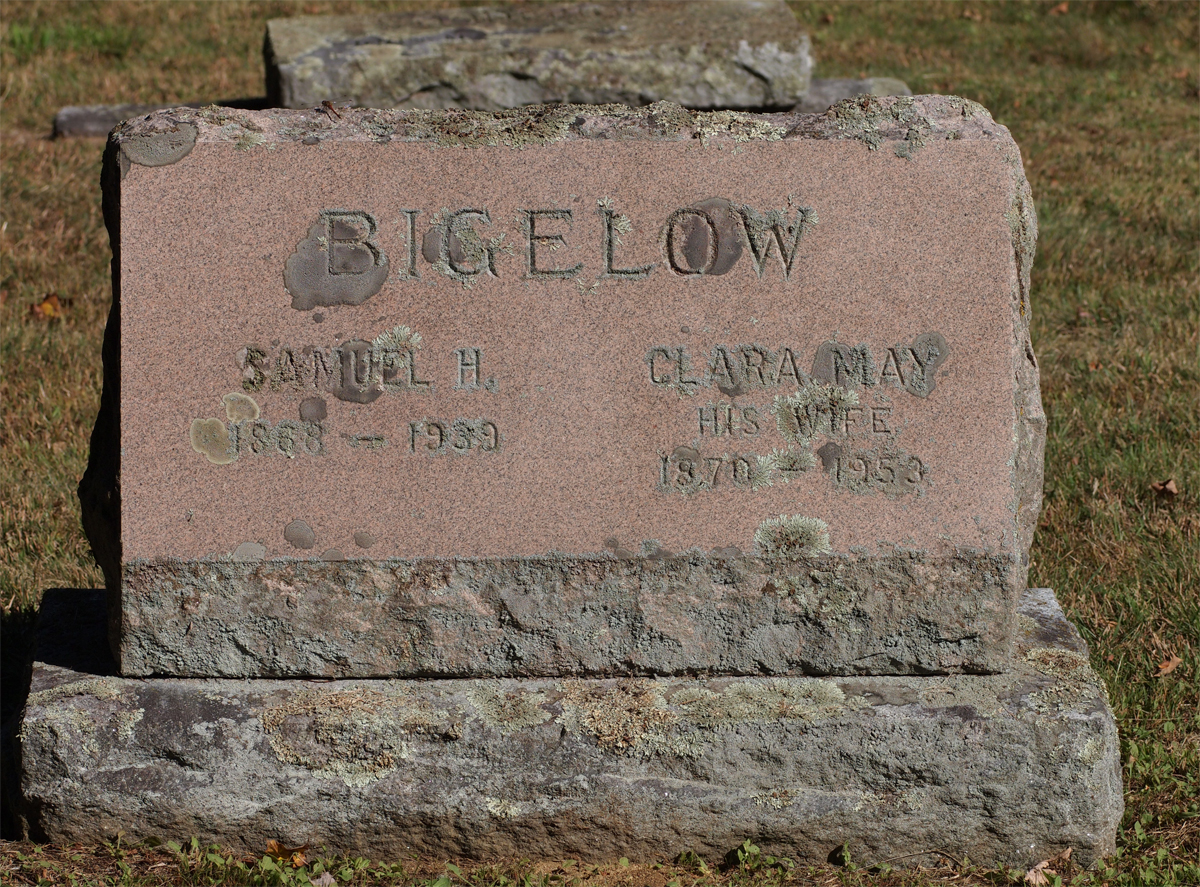 BIGELOW
SAMUEL H.
1868 — 1939
CLARA MAY
HIS WIFE
1870 — 1953